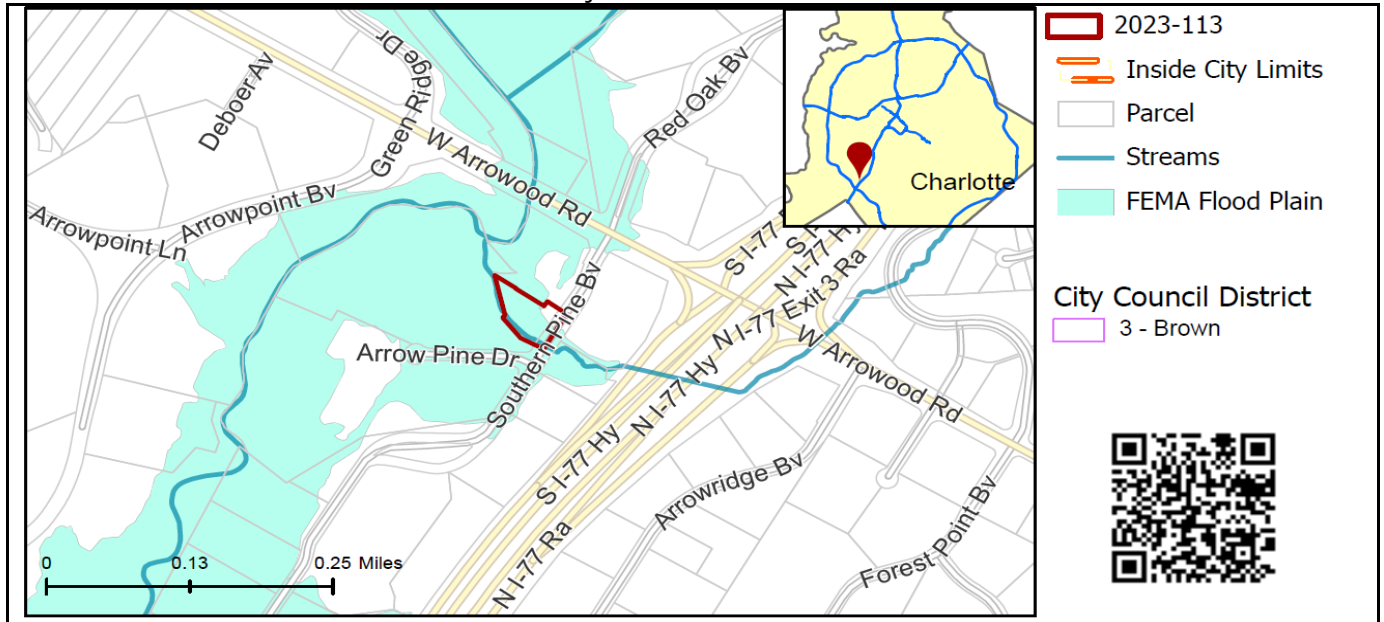 Deboer Av
Green Ridge Dr
Red Oak Bv
W Arrowood Rd
Arrowpoint Bv
Arrowpoint Ln
Charlotte
N I-77 Hy
N I-77 Exit 3 Ra
Southern Pine Bv
Arrow Pine Dr
W Arrowood Rd
N I-77 Hy
S I-77 Hy
Arrowridge Bv
N I-77 Ra
Forest Point Bv
0 0.13 0.25 Miles
2023-113
Inside City Limits
Parcel
Streams
FEMA Flood Plain
City Council District
3 - Brown